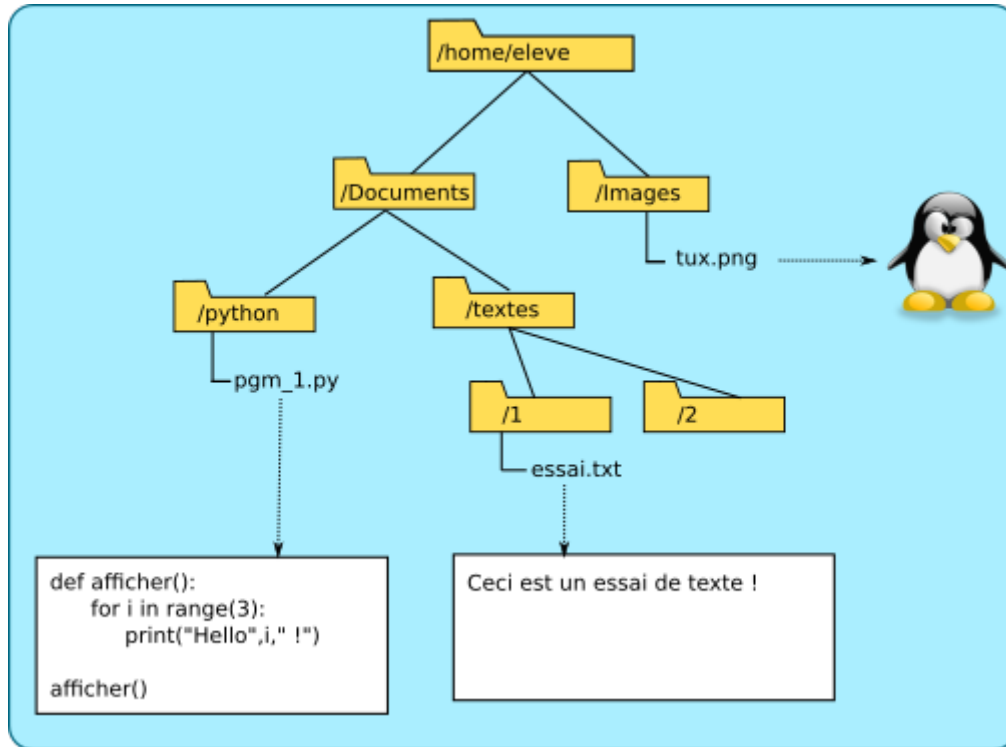 /home/eleve
/Documents
/Images
tux.png
/python
/textes
pgm_1.py
/1
/2
essai.txt
def afficher():
for i in range(3):
print("Hello",i," !")
afficher()
Ceci est un essai de texte !